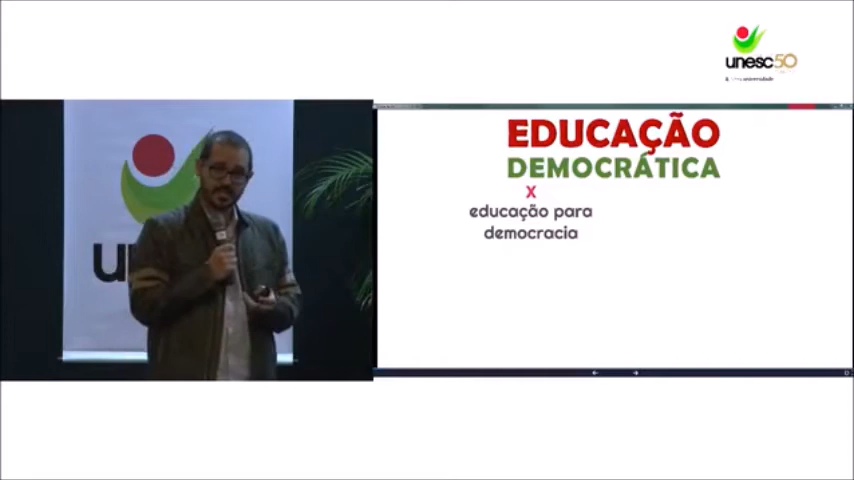 unesc50
EDUCAÇÃO
DEMOCRÁTICA
X
educação para
democracia